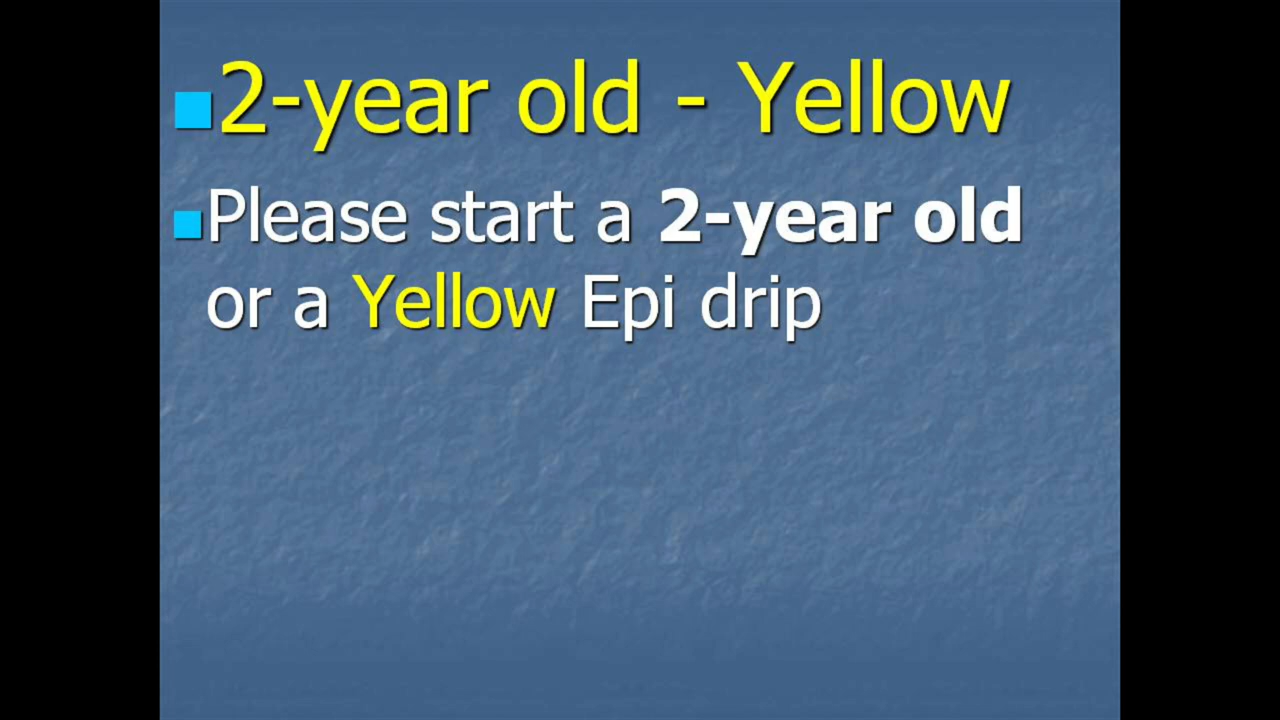 2-year old - Yellow
Please start a 2-year old
or a Yellow Epi drip